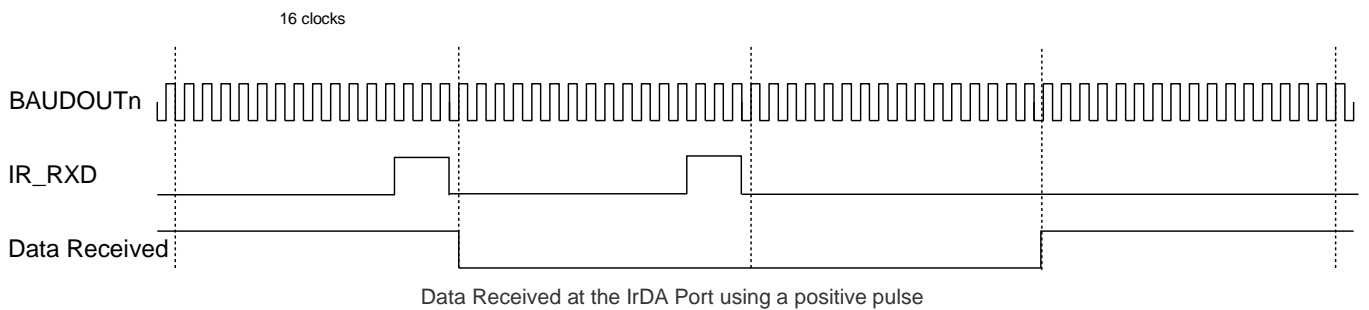 16 clocks
BAUDOUTn
IR_RXD
Data Received
Data Received at the IrDA Port using a positive pulse